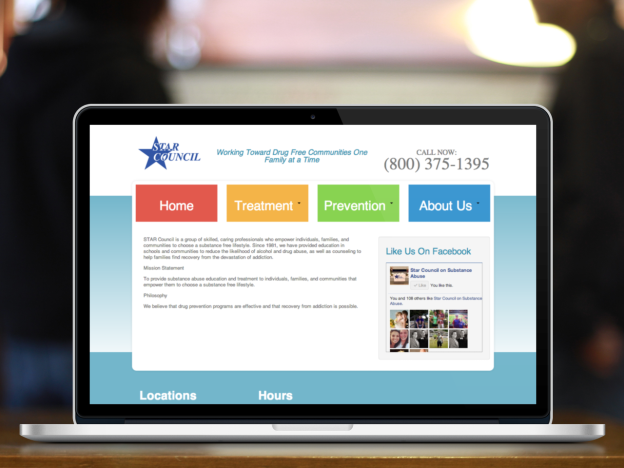 STAR
COUNCIL
Working Toward Drug Free Communities One
Family at a Time
CALL NOW:
(800) 375-1395
Home
Treatment
Prevention
About Us
STAR Council is a group of skilled, caring professionals who empower individuals, families, and
communities to choose a substance free lifestyle. Since 1981, we have provided education in
schools and communities to reduce the likelihood of alcohol and drug abuse, as well as counseling to
help families find recovery from the devastation of addiction.
Mission Statement
To provide substance abuse education and treatment to individuals, families, and communities that
empower them to choose a substance free lifestyle.
Philosophy
We believe that drug prevention programs are effective and that recovery from addiction is possible.
Like Us On Facebook
Star Council on Substance
Abuse
Like You like this.
You and 108 others like Star Council on Substance
Abuse.
Locations
Hours